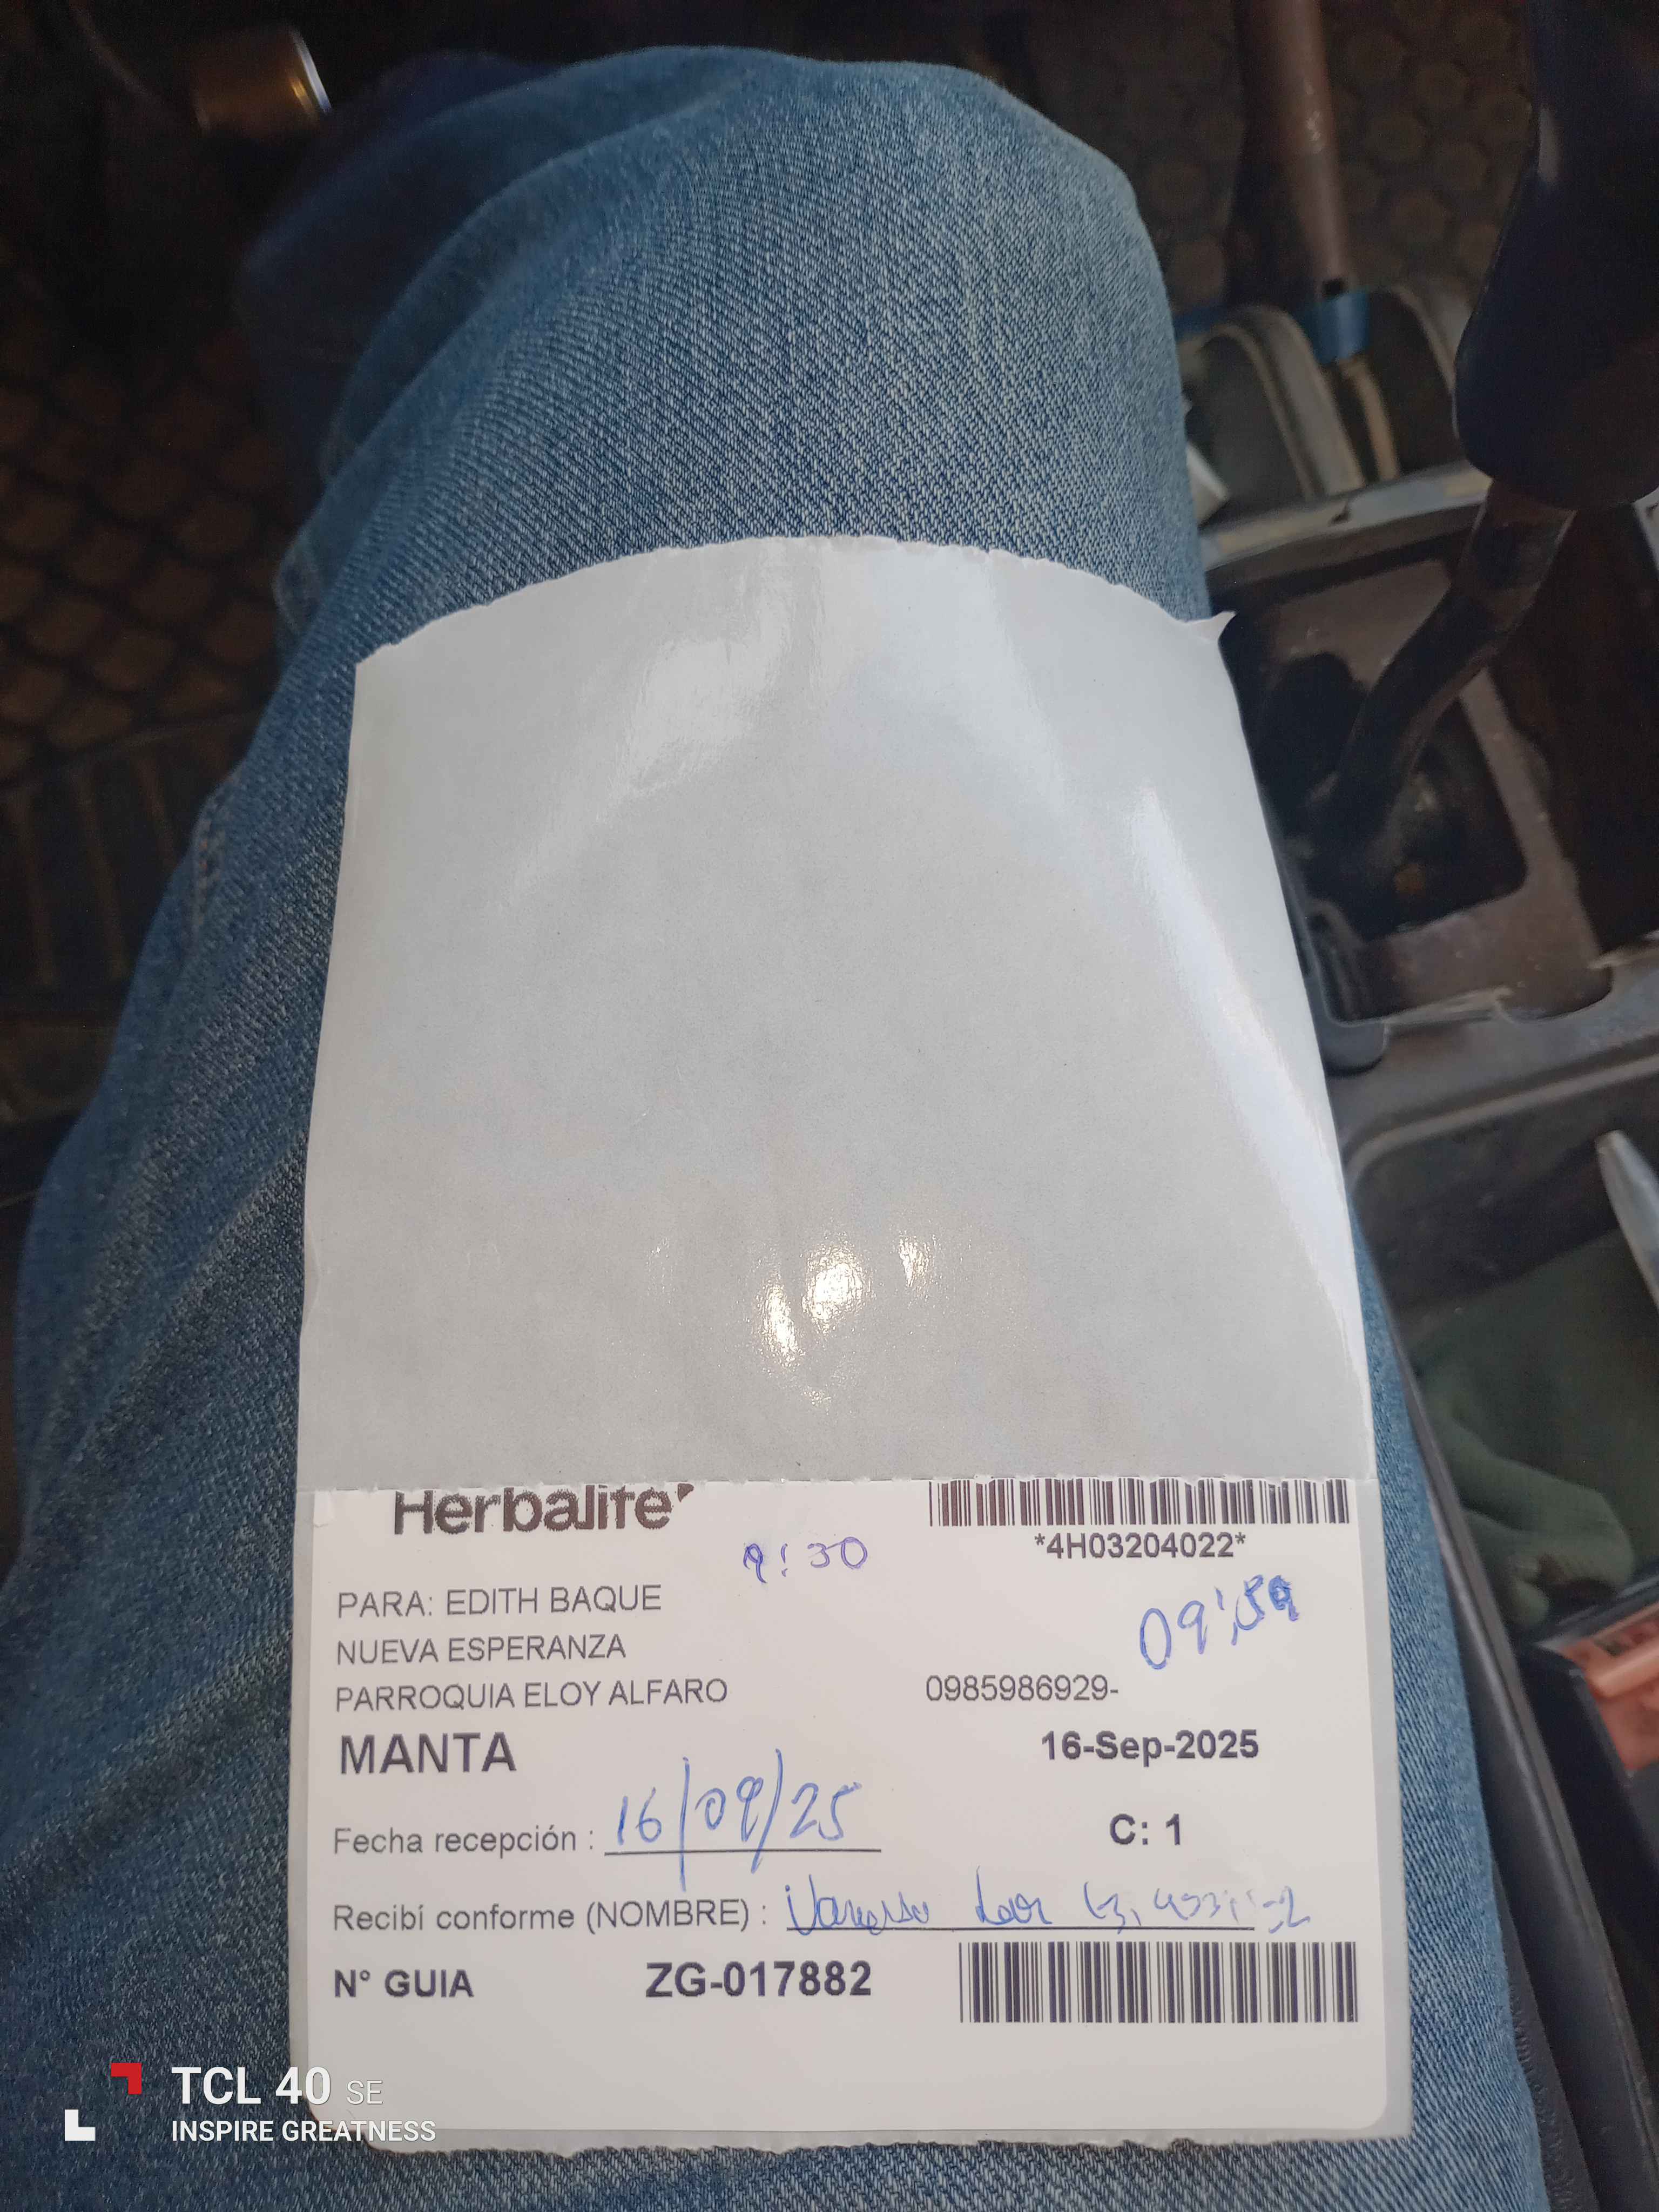 Herbalife
*4H03204022*
9:30
PARA: EDITH BAQUE
09:59
NUEVA ESPERANZA
PARROQUIA ELOY ALFARO
0985986929-
MANTA
16-Sep-2025
Fecha recepción : 16/09/25
C: 1
Recibí conforme (NOMBRE) : Vanessa
N° GUIA ZG-017882
TCL 40 SE
INSPIRE GREATNESS